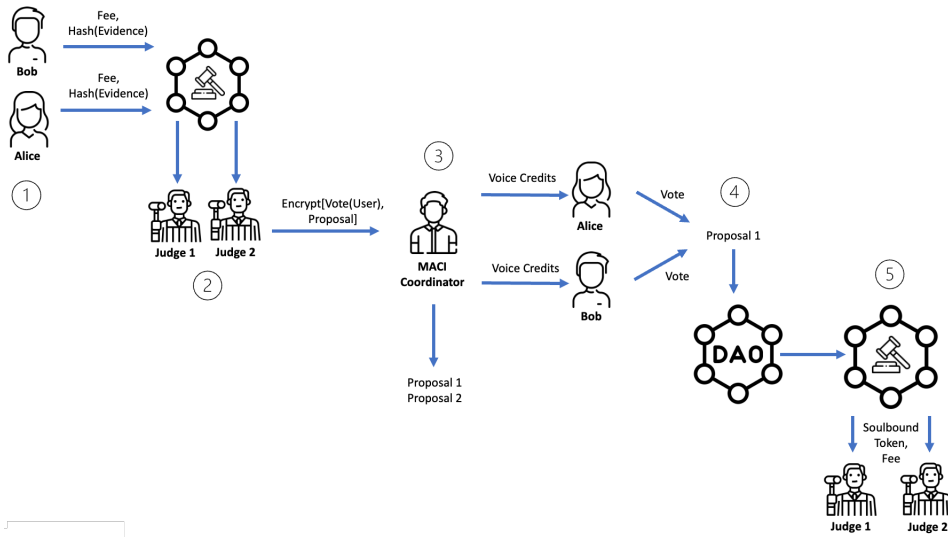 Fee,
Hash(Evidence)
Bob
Fee,
Hash(Evidence)
Alice
1
Judge 1
Judge 2
2
Encrypt[Vote(User),
Proposal]
3
MACI
Coordinator
Proposal 1
Proposal 2
Voice Credits
Alice
Voice Credits
Bob
Vote
Vote
4
Proposal 1
DAO
5
Soulbound
Token,
Fee
Judge 1
Judge 2